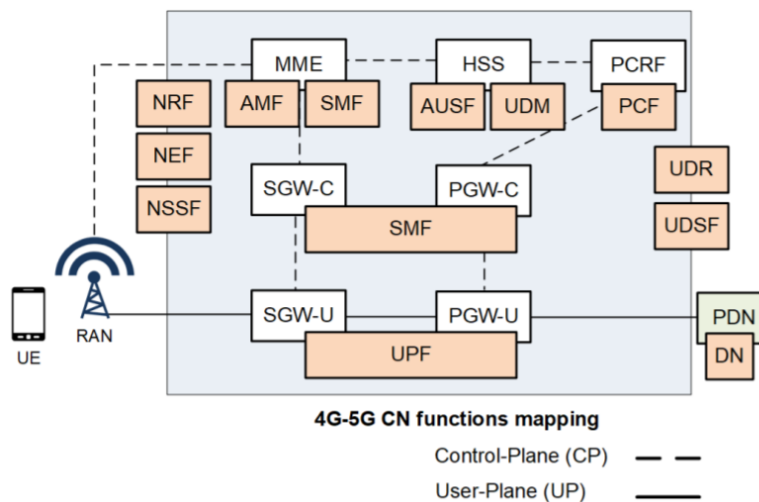 MME
HSS
PCRF
NRF
AMF
SMF
AUSF
UDM
PCF
NEF
UDR
SGW-C
PGW-C
NSSF
SMF
UDSF
SGW-U
PGW-U
PDN
UE
RAN
UPF
DN
4G-5G CN functions mapping
Control-Plane (CP)
User-Plane (UP)